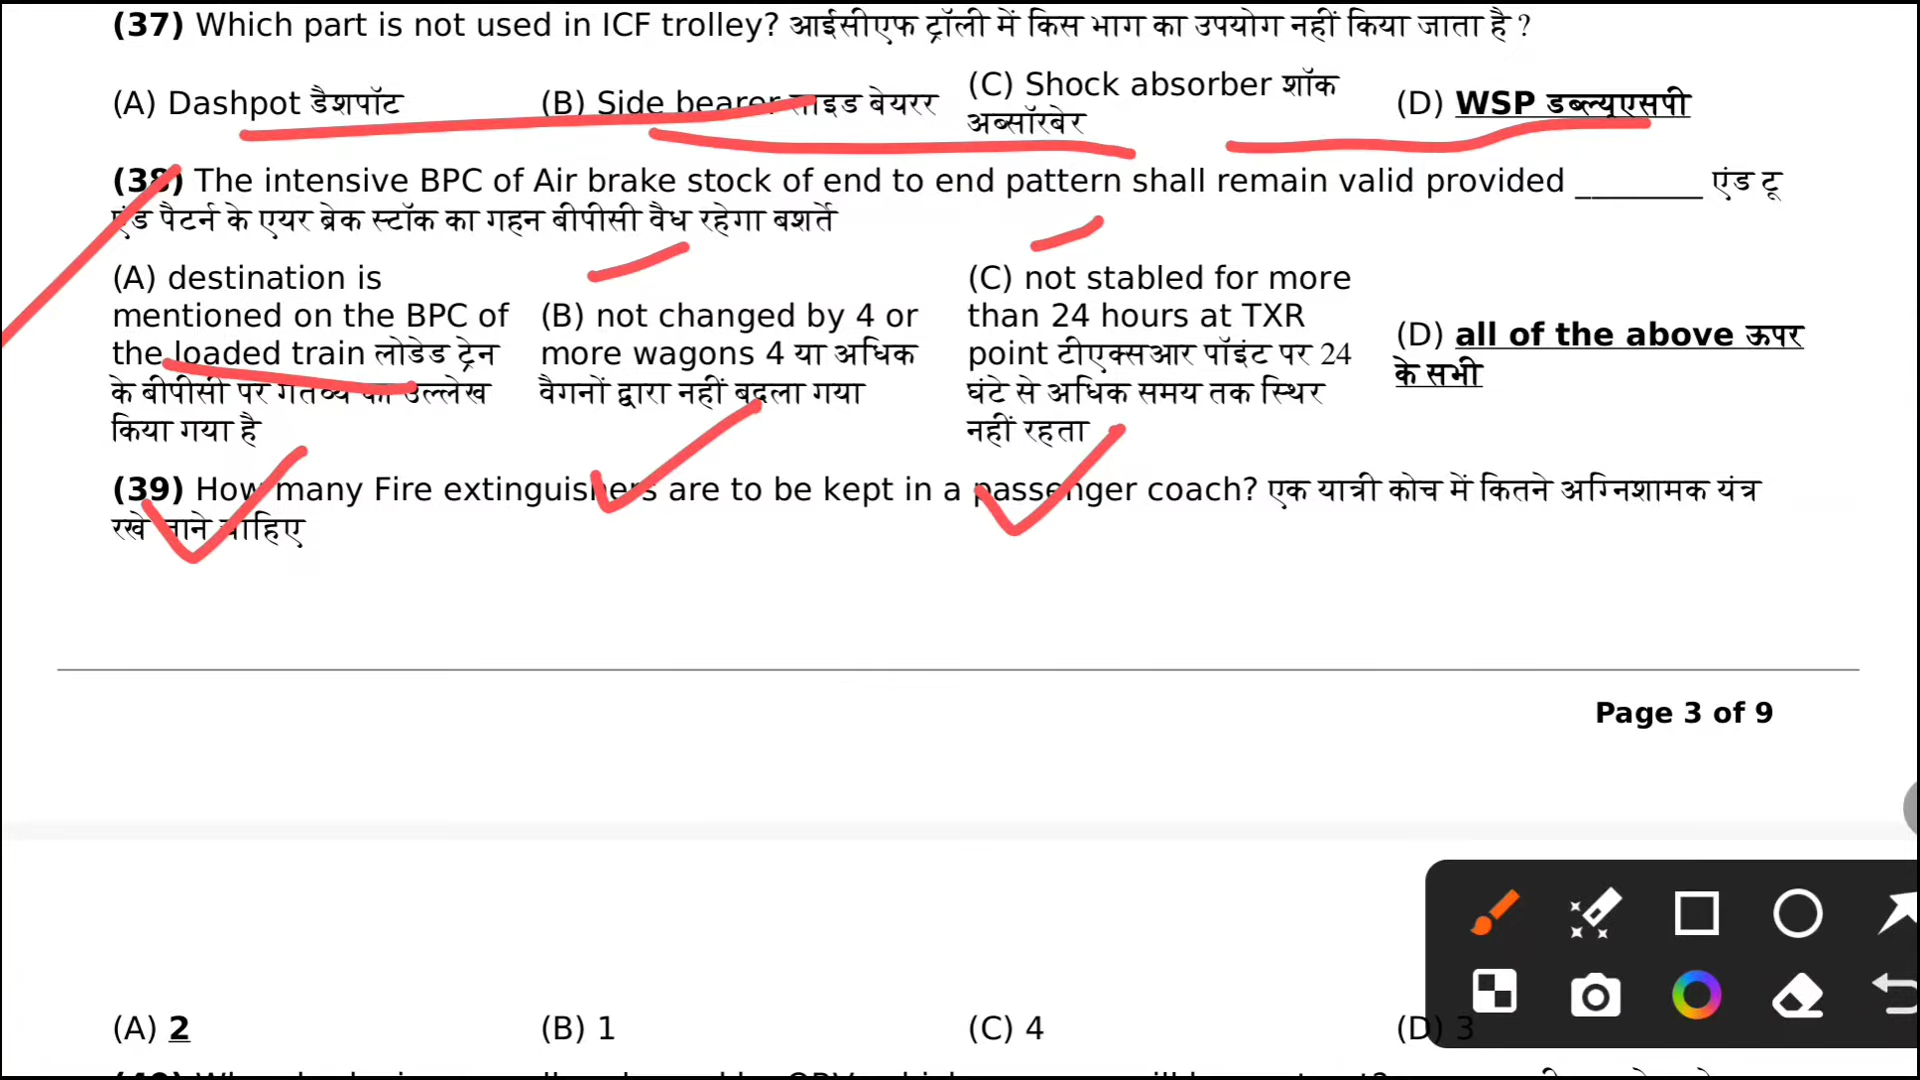 (37) Which part is not used in ICF trolley? आईसीएफ ट्रॉली में किस भाग का उपयोग नहीं किया जाता है ?
(A) Dashpot डैशपॉट
(B) Side bearer साइड बेयरर
(C) Shock absorber शॉक
अब्सॉरबेर
(D) WSP डब्ल्यूएसपी
(38) The intensive BPC of Air brake stock of end to end pattern shall remain valid provided ________ एंड टू
एंड पैटर्न के एयर ब्रेक स्टॉक का गहन बीपीसी वैध रहेगा बशर्ते
(A) destination is
mentioned on the BPC of
the loaded train लोडेड ट्रेन
के बीपीसी पर गंतव्य का उल्लेख
किया गया है
(B) not changed by 4 or
more wagons 4 या अधिक
वैगनों द्वारा नहीं बदला गया
(C) not stabled for more
than 24 hours at TXR
point टीएक्सआर पॉइंट पर 24
घंटे से अधिक समय तक स्थिर
नहीं रहता
(D) all of the above ऊपर
के सभी
(39) How many Fire extinguishers are to be kept in a passenger coach? एक यात्री कोच में कितने अग्निशामक यंत्र
रखे जाने चाहिए
Page 3 of 9
(A) 2
(B) 1
(C) 4
(D) 3